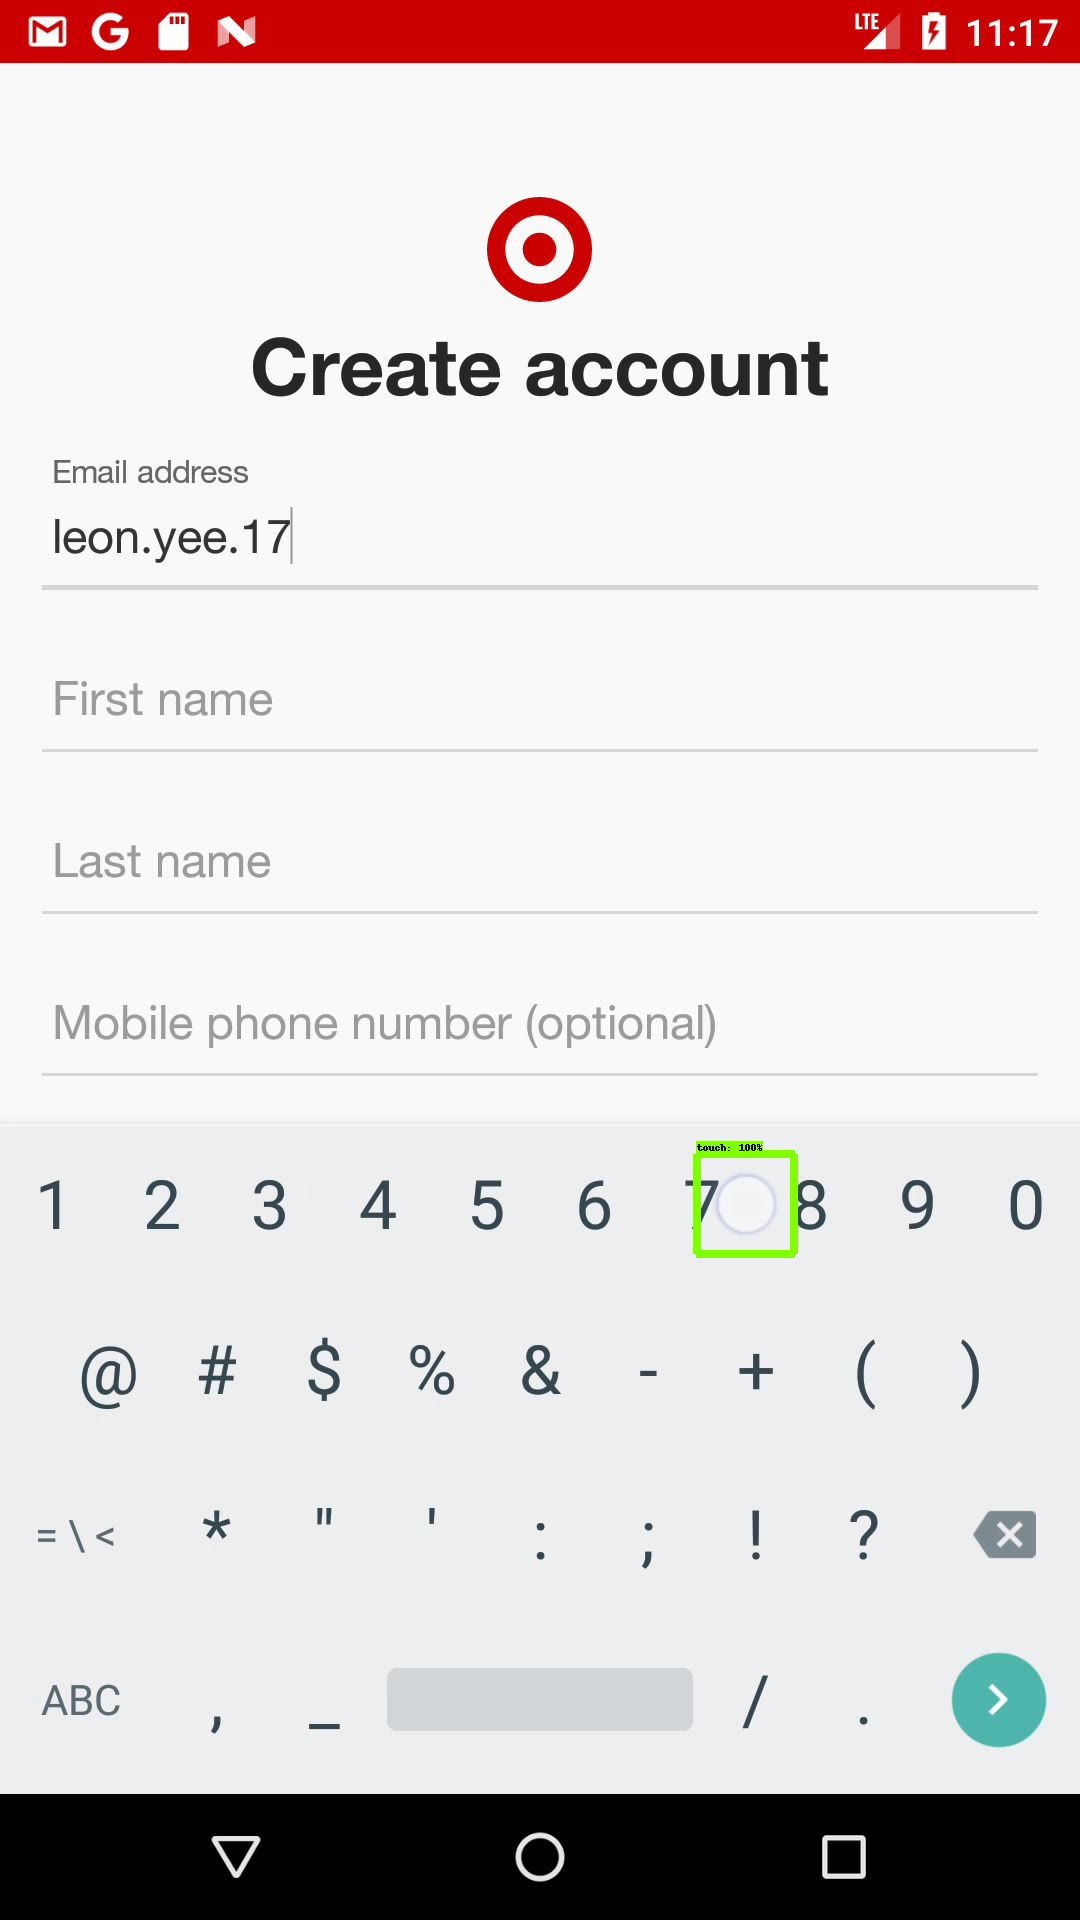 LTE 11:17
Create account
Email address
leon.yee.17
First name
Last name
Mobile phone number (optional)
touch: 100%
1 2 3 4 5 6 7 8 9 0
@ # $ % & - + ( )
= \ < * " ' : ; ! ?
ABC , _ / .